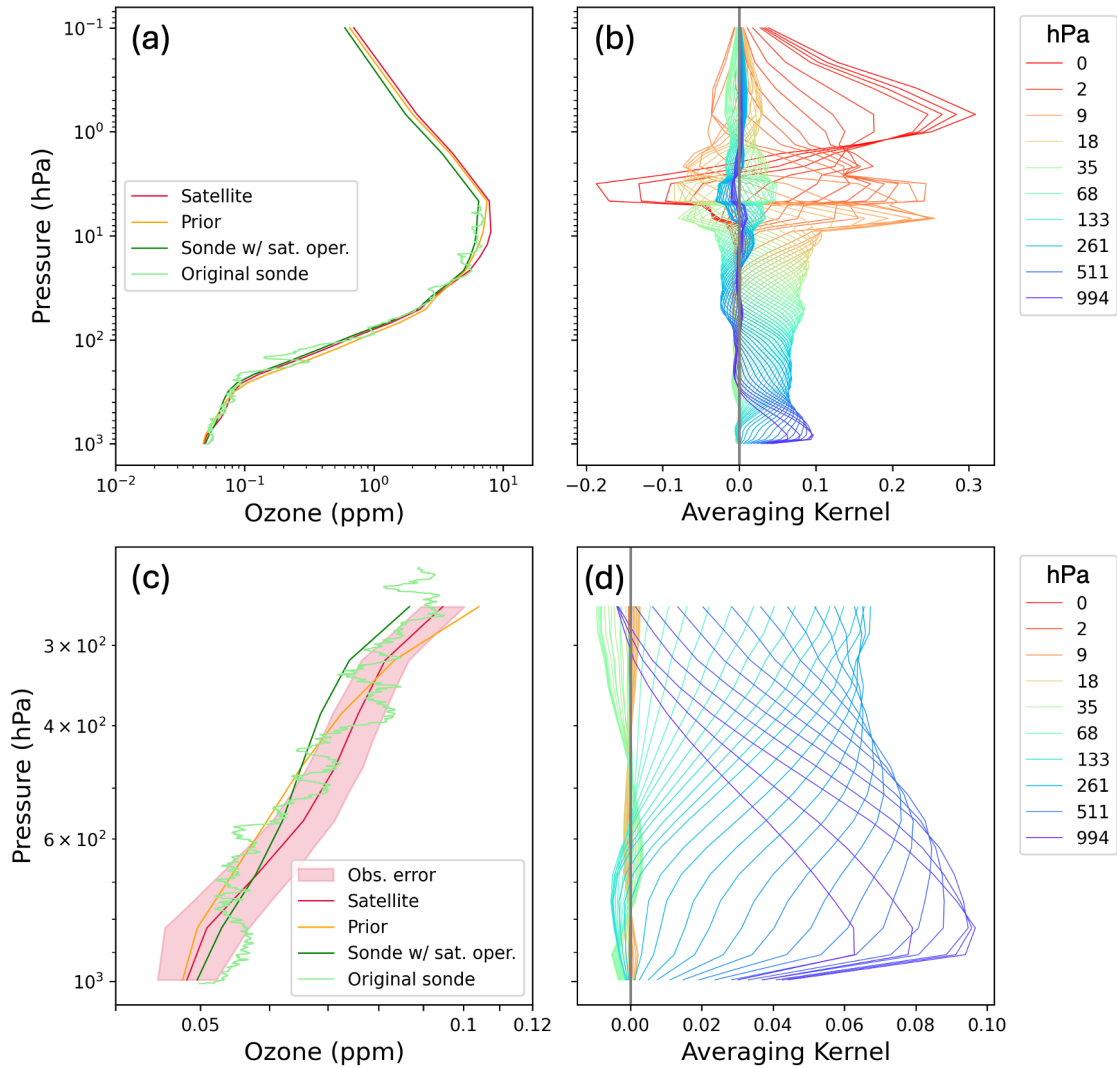 (a)
10⁻¹
10⁰
10¹
10²
10³
Pressure (hPa)
Satellite
Prior
Sonde w/ sat. oper.
Original sonde
10⁻²
10⁻¹
10⁰
10¹
Ozone (ppm)
(b)
−0.2
−0.1
0.0
0.1
0.2
0.3
Averaging Kernel
hPa
0
2
9
18
35
68
133
261
511
994
(c)
3 × 10²
4 × 10²
6 × 10²
10³
Pressure (hPa)
Obs. error
Satellite
Prior
Sonde w/ sat. oper.
Original sonde
0.05
0.1
0.12
Ozone (ppm)
(d)
0.00
0.02
0.04
0.06
0.08
0.10
Averaging Kernel
hPa
0
2
9
18
35
68
133
261
511
994